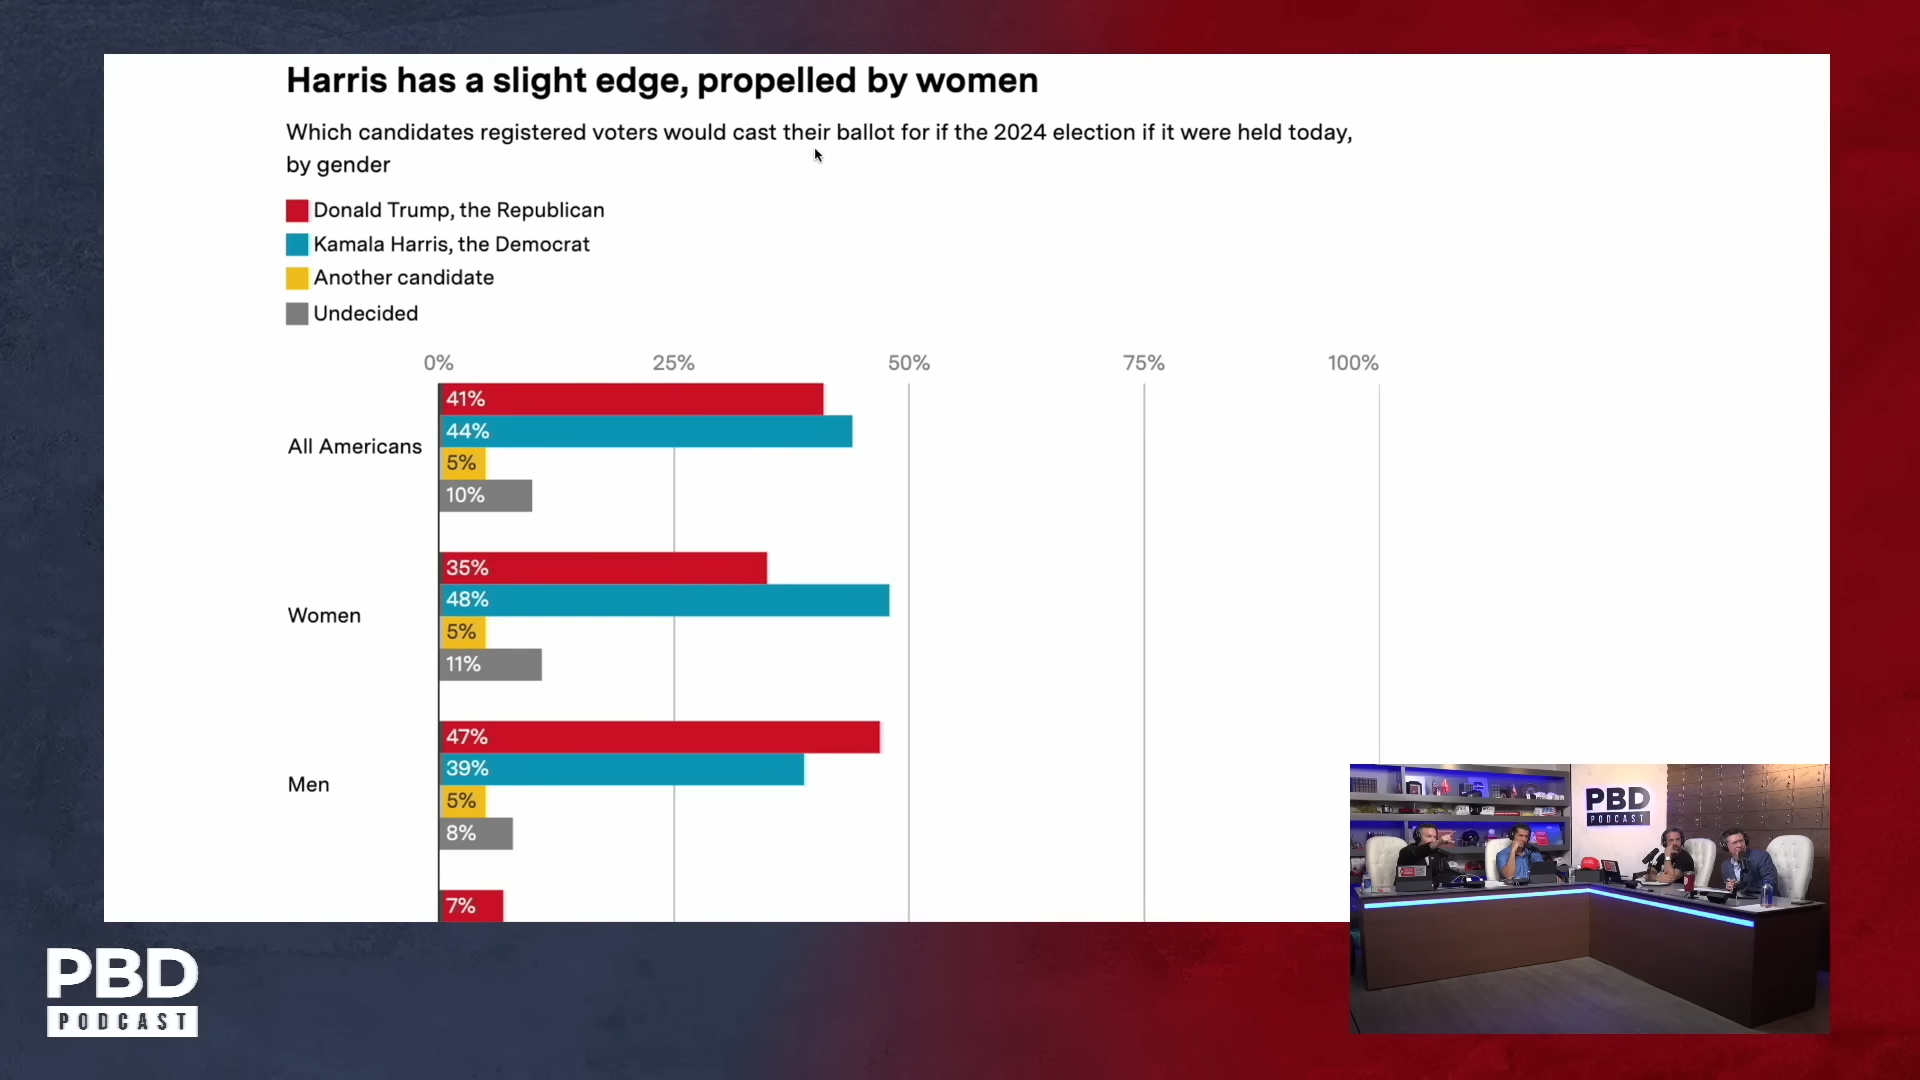 Harris has a slight edge, propelled by women
Which candidates registered voters would cast their ballot for if the 2024 election if it were held today,
by gender
Donald Trump, the Republican
Kamala Harris, the Democrat
Another candidate
Undecided
0% 25% 50% 75% 100%
All Americans
41%
44%
5%
10%
Women
35%
48%
5%
11%
Men
47%
39%
5%
8%
7%
PBD
PODCAST
PBD
PODCAST